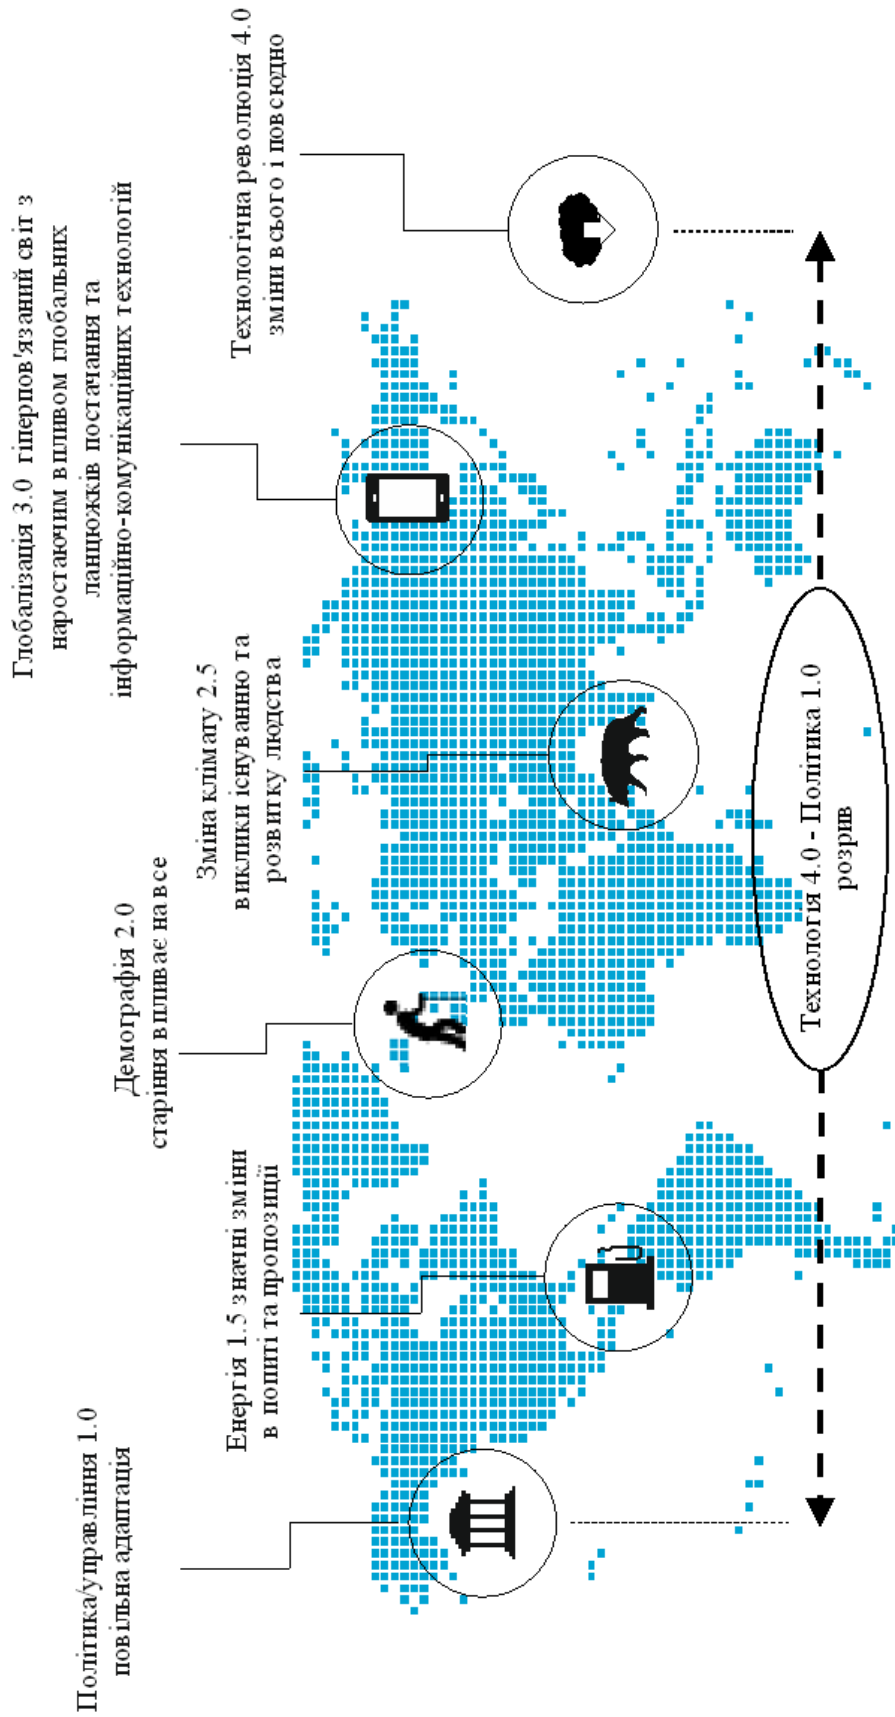 Політика/управління 1.0
повільна адаптація
Енергія 1.5 значні зміни
в попиті та пропозиції
Демографія 2.0
старіння впливає на все
Зміна клімату 2.5
виклики існуванню та
розвитку людства
Глобалізація 3.0 гіперпов'язаний світ з
наростаючим впливом глобальних
ланцюжків постачання та
інформаційно-комунікаційних технологій
Технологічна революція 4.0
зміни всього і повсюдно
Технологія 4.0 - Політика 1.0
розрив